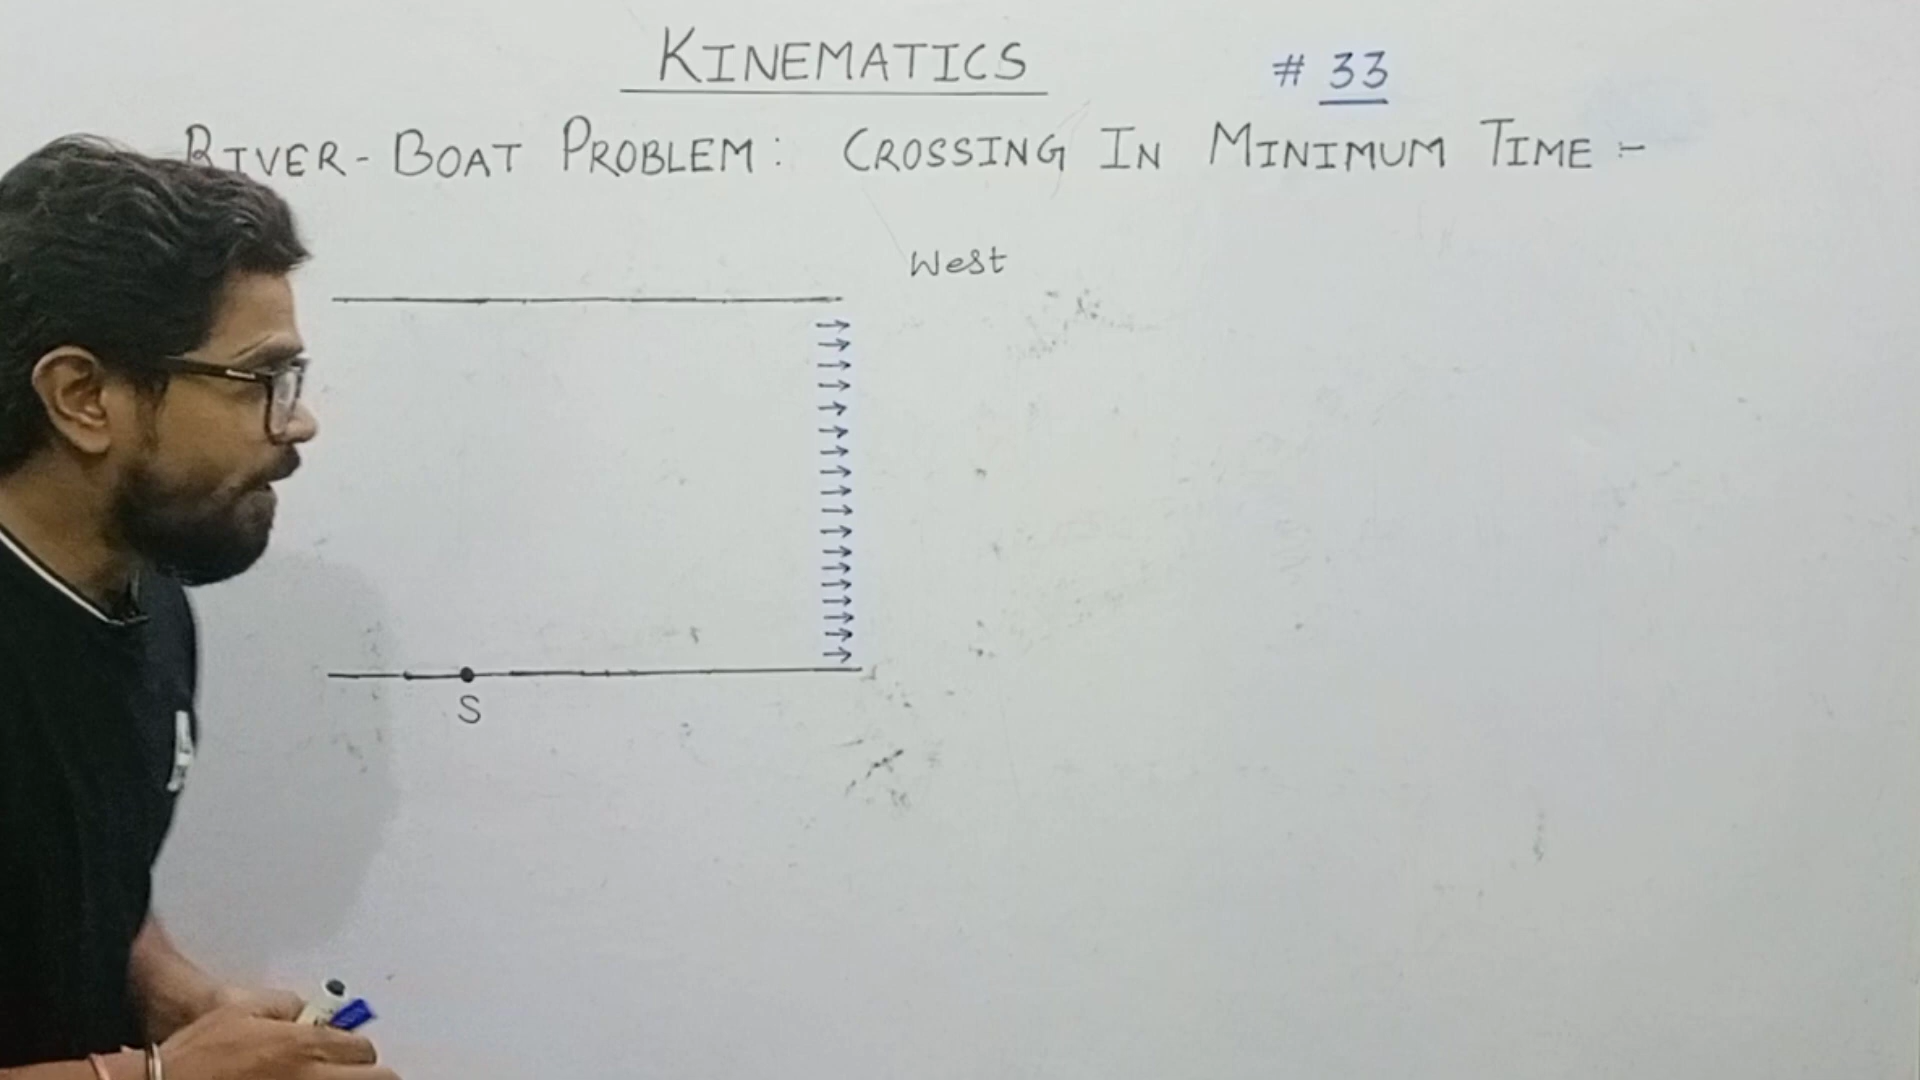 KINEMATICS
# 33
RIVER-BOAT PROBLEM: CROSSING IN MINIMUM TIME :-
West
S